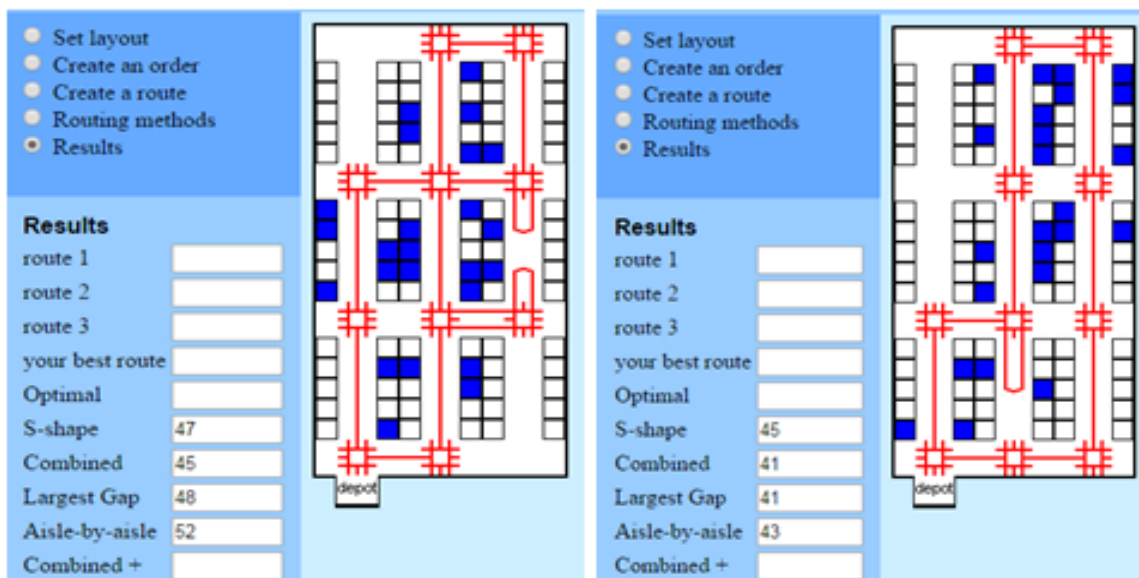 Set layout
Create an order
Create a route
Routing methods
Results
Results
route 1
route 2
route 3
your best route
Optimal
S-shape 47
Combined 45
Largest Gap 48
Aisle-by-aisle 52
Combined +
depot
Set layout
Create an order
Create a route
Routing methods
Results
Results
route 1
route 2
route 3
your best route
Optimal
S-shape 45
Combined 41
Largest Gap 41
Aisle-by-aisle 43
Combined +
depot